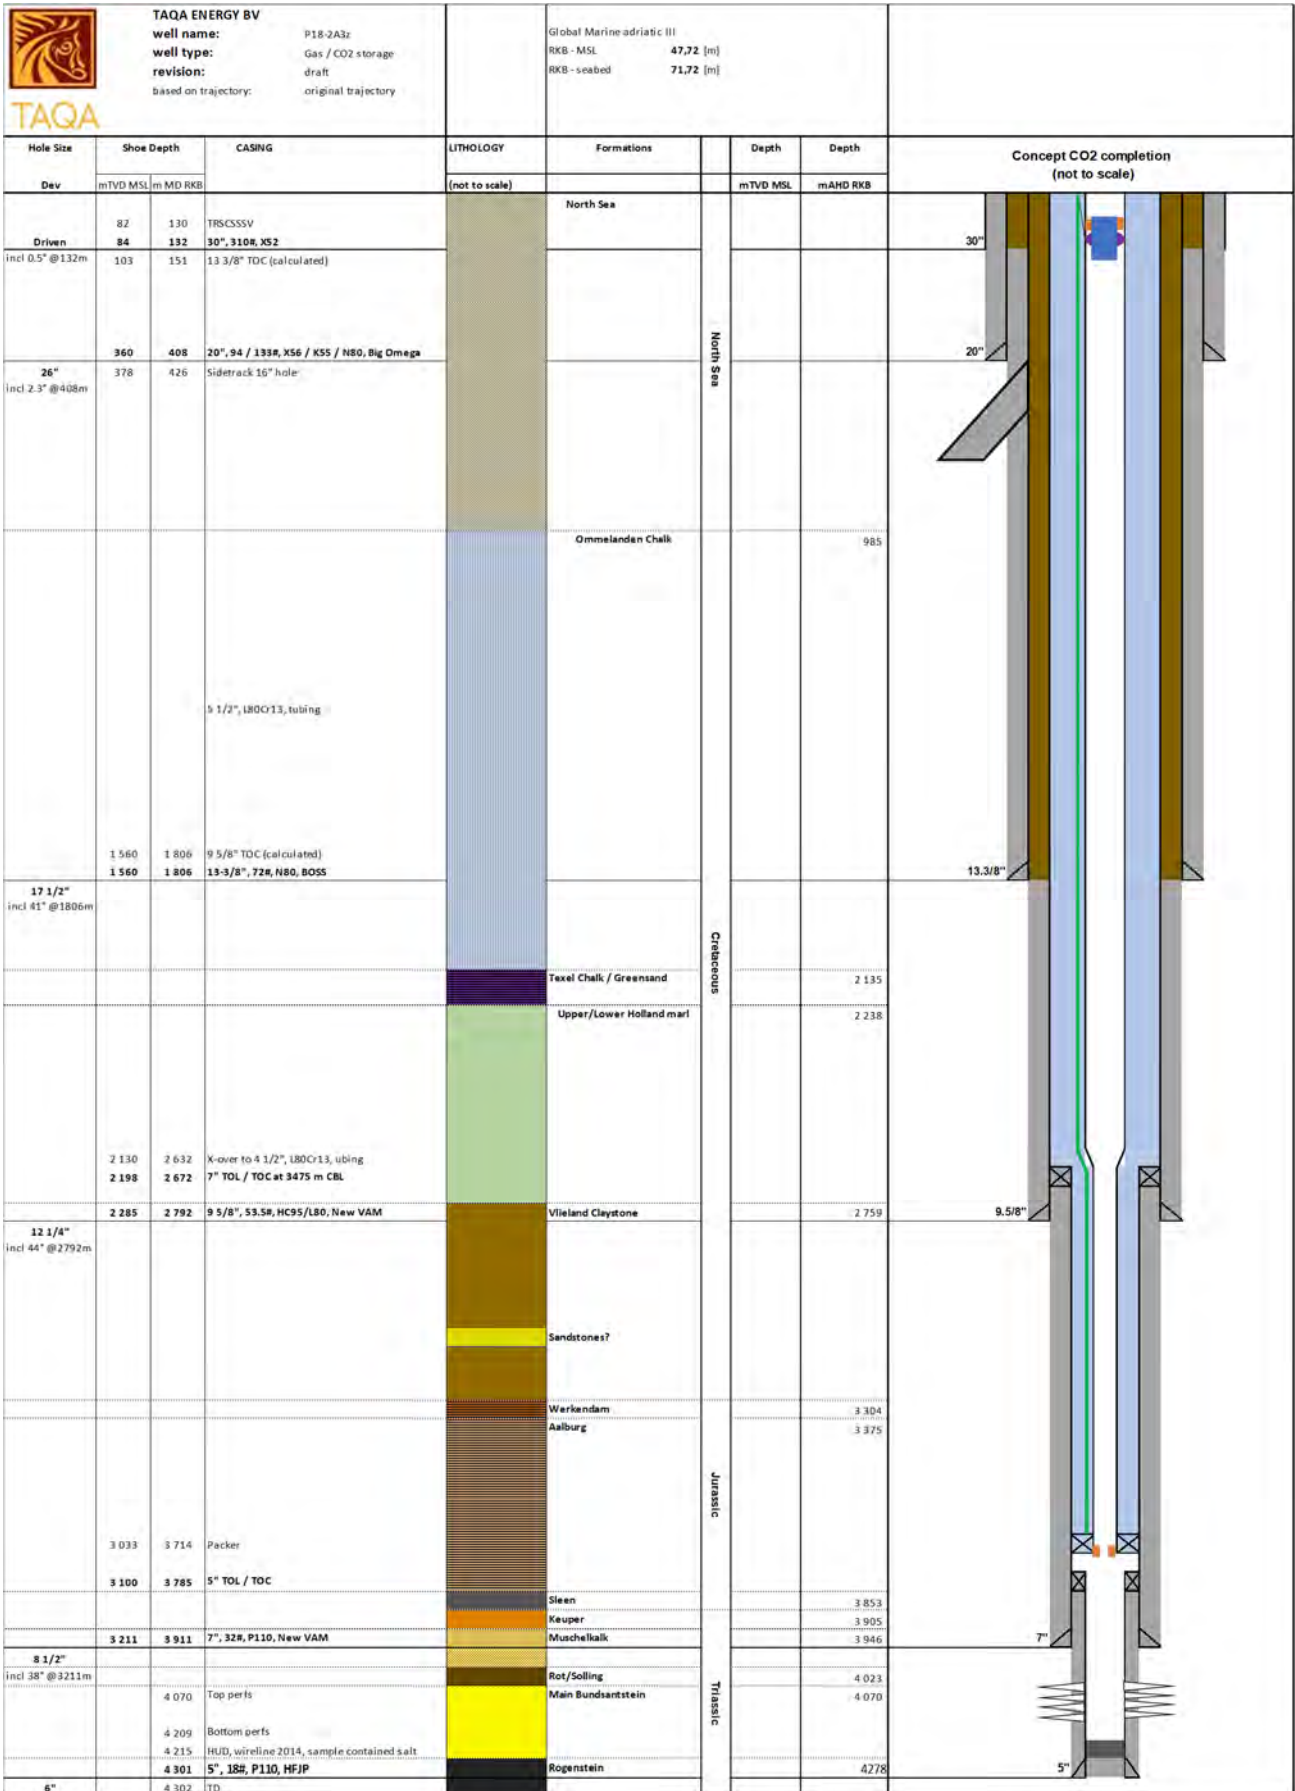 TAQA ENERGY BV
well name: P18-2A3z
well type: Gas / CO2 storage
revision: draft
based on trajectory: original trajectory
TAQA
Global Marine adriatic III
RKB - MSL 47,72 [m]
RKB - seabed 71,72 [m]
Hole Size Shoe Depth CASING LITHOLOGY Formations Depth Depth Concept CO2 completion
(not to scale)
Dev mTVD MSL m MD RKB (not to scale) mTVD MSL mAHD RKB
North Sea
82 130 TRSCSSSV
Driven 84 132 30", 310#, X52 30"
incl 0.5° @132m 103 151 13 3/8" TOC (calculated)
North Sea
360 408 20", 94 / 133#, X56 / K55 / N80, Big Omega 20"
26" 378 426 Sidetrack 16" hole
incl 2.3° @408m
Ommelanden Chalk 985
5 1/2", L80Cr13, tubing
1 560 1 806 9 5/8" TOC (calculated)
1 560 1 806 13-3/8", 72#, N80, BOSS 13.3/8"
17 1/2"
incl 41° @1806m
Cretaceous
Texel Chalk / Greensand 2 135
Upper/Lower Holland marl 2 238
2 130 2 632 X-over to 4 1/2", L80Cr13, ubing
2 198 2 672 7" TOL / TOC at 3475 m CBL
2 285 2 792 9 5/8", 53.5#, HC95/L80, New VAM Vlieland Claystone 2 759 9.5/8"
12 1/4"
incl 44° @2792m
Sandstones?
Werkendam 3 304
Aalburg 3 375
Jurassic
3 033 3 714 Packer
3 100 3 785 5" TOL / TOC
Sleen 3 853
Keuper 3 905
3 211 3 911 7", 32#, P110, New VAM Muschelkalk 3 946 7"
8 1/2"
incl 38° @3211m Rot/Solling 4 023
Triassic
4 070 Top perfs Main Bundsantstein 4 070
4 209 Bottom perfs
4 215 HUD, wireline 2014, sample contained salt
4 301 5", 18#, P110, HFJP Rogenstein 4278 5"
6" 4 302 TD